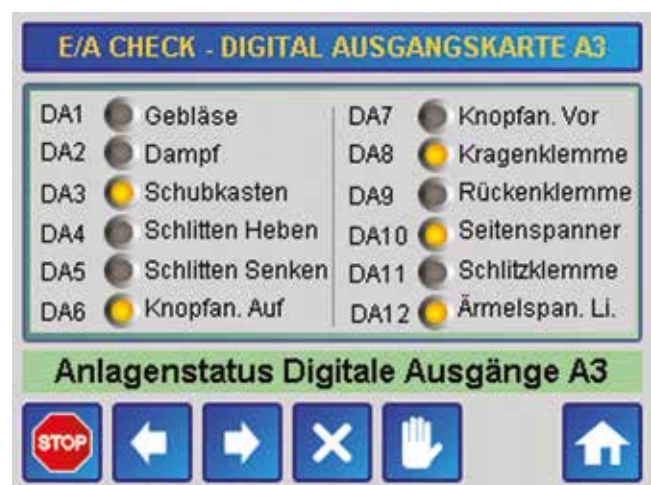 E/A CHECK - DIGITAL AUSGANGSKARTE A3
DA1 Gebläse
DA2 Dampf
DA3 Schubkasten
DA4 Schlitten Heben
DA5 Schlitten Senken
DA6 Knopfan. Auf
DA7 Knopfan. Vor
DA8 Kragenklemme
DA9 Rückenklemme
DA10 Seitenspanner
DA11 Schlitzklemme
DA12 Ärmelspan. Li.
Anlagenstatus Digitale Ausgänge A3
STOP